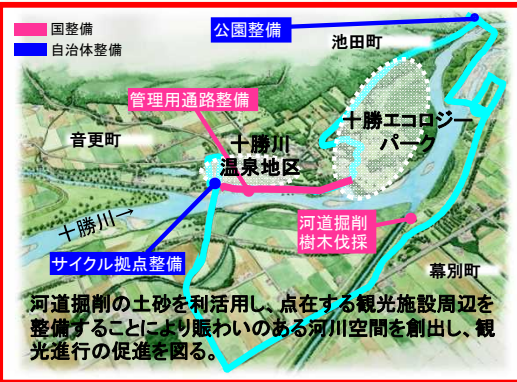 国整備
自治体整備
公園整備
池田町
管理用通路整備
音更町
十勝川
温泉地区
十勝エコロジー
パーク
十勝川→
河道掘削
樹木伐採
サイクル拠点整備
幕別町
河道掘削の土砂を利活用し、点在する観光施設周辺を
整備することにより賑わいのある河川空間を創出し、観
光進行の促進を図る。